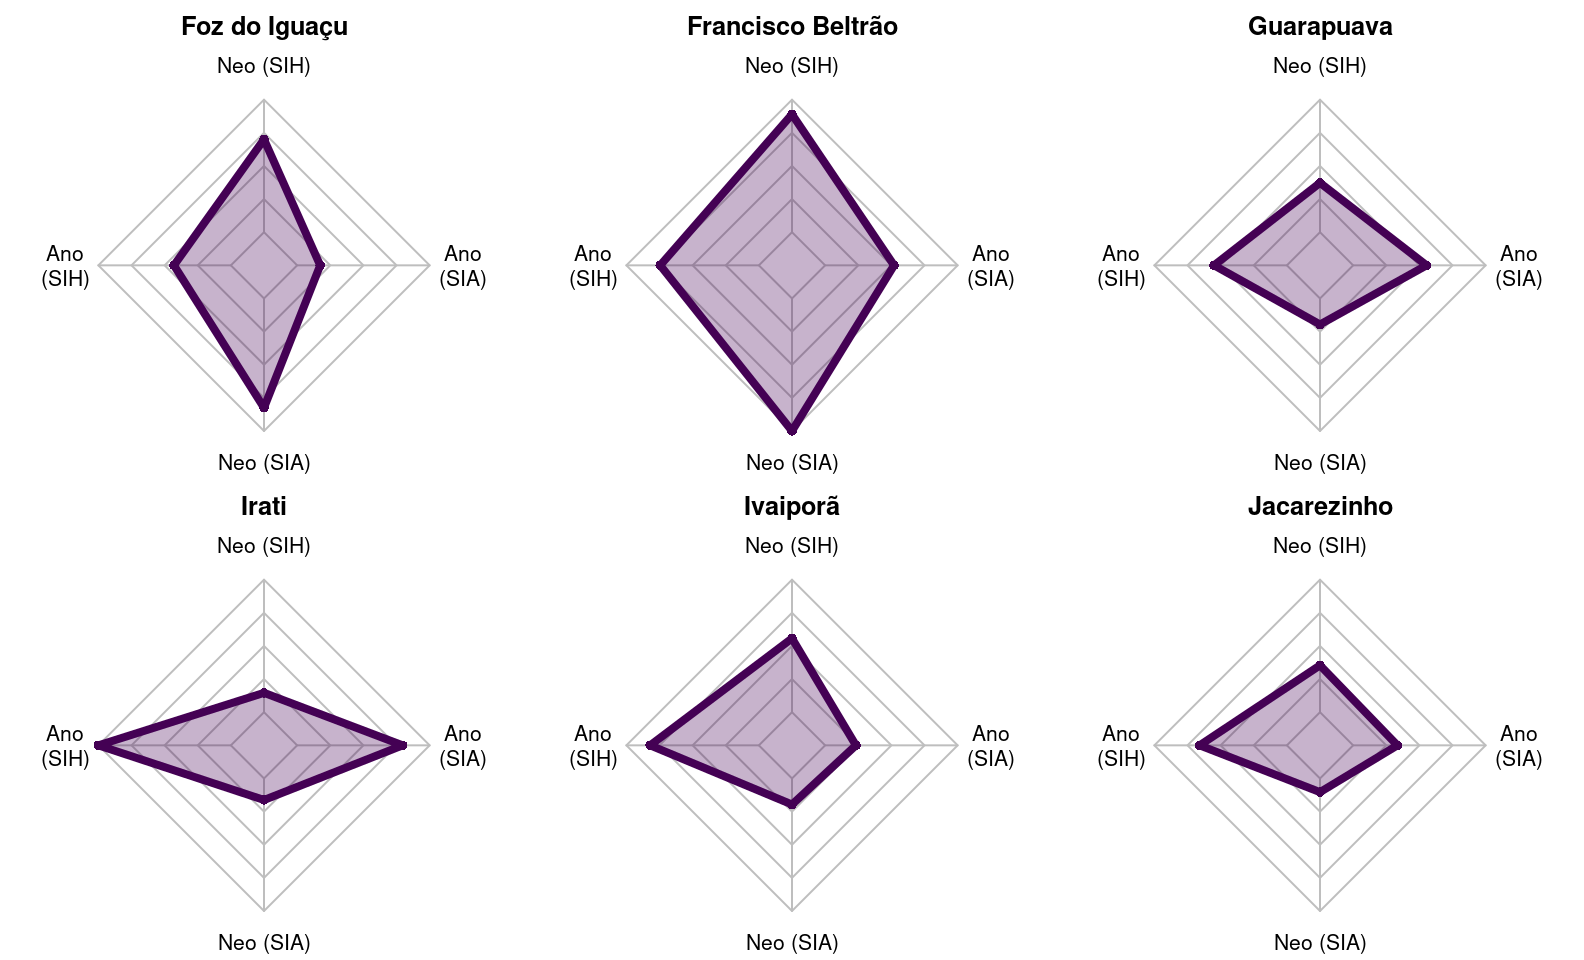 Foz do Iguaçu
Neo (SIH)
Ano
(SIH)
Ano
(SIA)
Neo (SIA)
Francisco Beltrão
Neo (SIH)
Ano
(SIH)
Ano
(SIA)
Neo (SIA)
Guarapuava
Neo (SIH)
Ano
(SIH)
Ano
(SIA)
Neo (SIA)
Irati
Neo (SIH)
Ano
(SIH)
Ano
(SIA)
Neo (SIA)
Ivaiporã
Neo (SIH)
Ano
(SIH)
Ano
(SIA)
Neo (SIA)
Jacarezinho
Neo (SIH)
Ano
(SIH)
Ano
(SIA)
Neo (SIA)